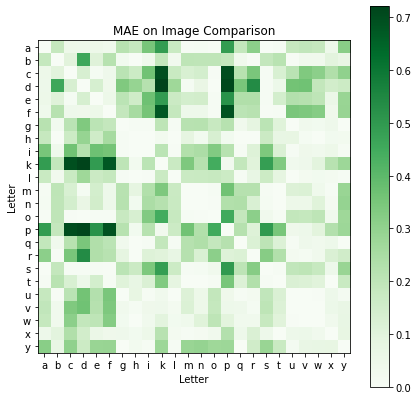 MAE on Image Comparison
a
b
c
d
e
f
g
h
i
k
l
m
n
o
p
q
r
s
t
u
v
w
x
y
Letter
a b c d e f g h i k l m n o p q r s t u v w x y
Letter
0.7
0.6
0.5
0.4
0.3
0.2
0.1
0.0